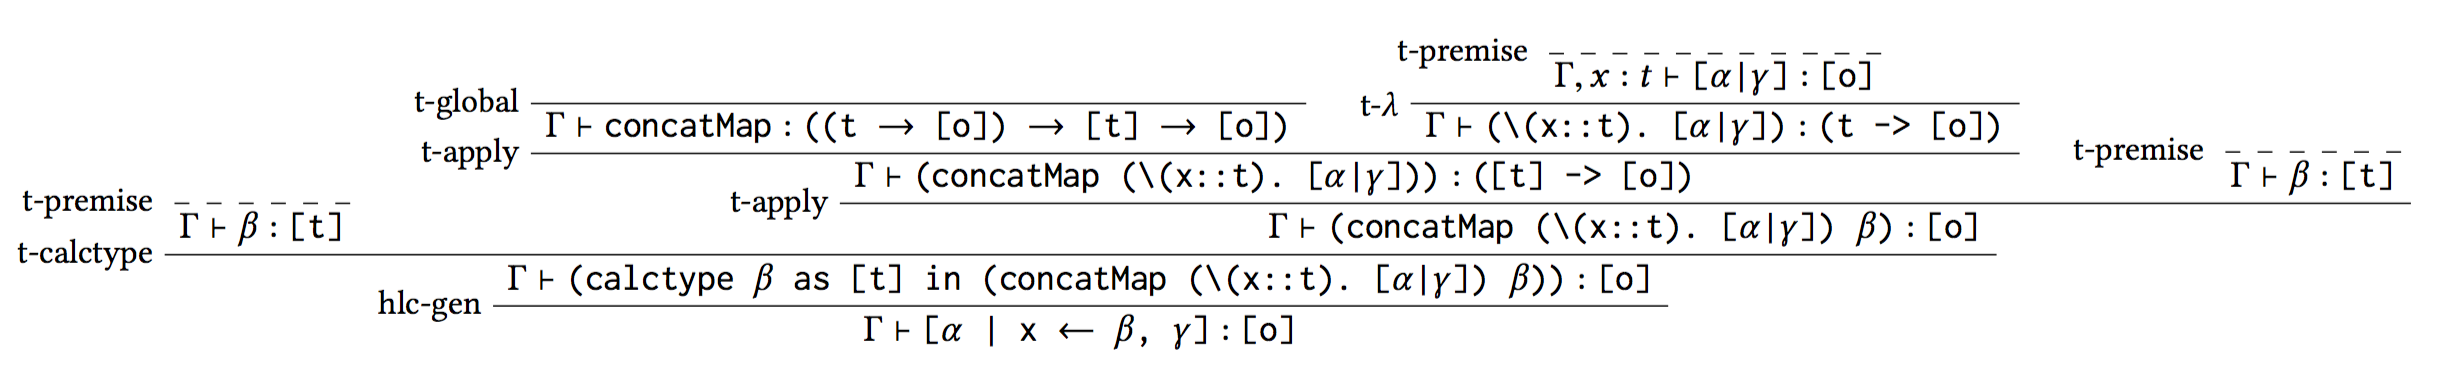 t-premise Γ, x : t ⊢ [α|γ] : [o]
t-global t-λ
Γ ⊢ concatMap : ((t → [o]) → [t] → [o]) Γ ⊢ (\(x::t). [α|γ]) : (t -> [o])
t-apply t-premise
Γ ⊢ (concatMap (\(x::t). [α|γ])) : ([t] -> [o]) Γ ⊢ β : [t]
t-premise t-apply
Γ ⊢ β : [t] Γ ⊢ (concatMap (\(x::t). [α|γ]) β) : [o]
t-calctype
Γ ⊢ (calctype β as [t] in (concatMap (\(x::t). [α|γ]) β)) : [o]
hlc-gen
Γ ⊢ [α | x ← β, γ] : [o]